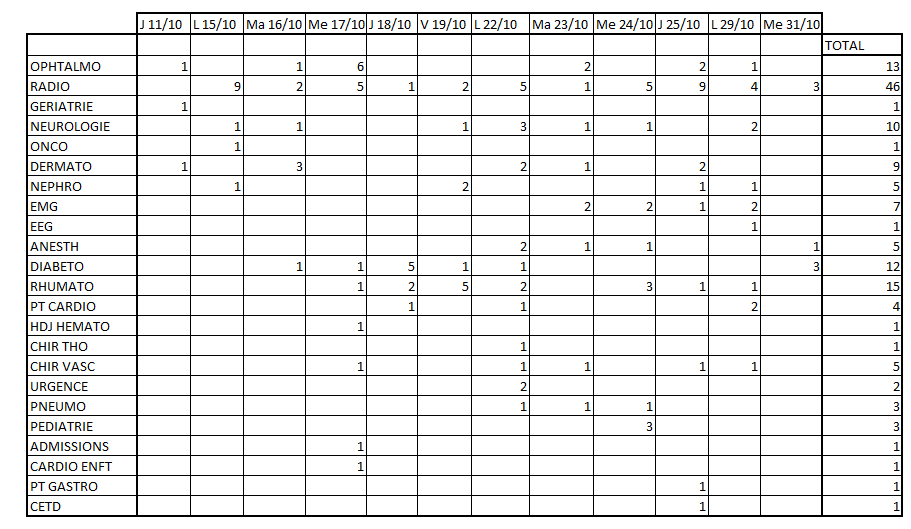 J 11/10 L 15/10 Ma 16/10 Me 17/10 J 18/10 V 19/10 L 22/10 Ma 23/10 Me 24/10 J 25/10 L 29/10 Me 31/10
TOTAL
OPHTALMO 1 1 6 2 2 1 13
RADIO 9 2 5 1 2 5 1 5 9 4 3 46
GERIATRIE 1 1
NEUROLOGIE 1 1 1 3 1 1 2 10
ONCO 1 1
DERMATO 1 3 2 1 2 9
NEPHRO 1 2 1 1 5
EMG 2 2 1 2 7
EEG 1 1
ANESTH 2 1 1 1 5
DIABETO 1 1 5 1 1 3 12
RHUMATO 1 2 5 2 3 1 1 15
PT CARDIO 1 1 2 4
HDJ HEMATO 1 1
CHIR THO 1 1
CHIR VASC 1 1 1 1 1 5
URGENCE 2 2
PNEUMO 1 1 1 3
PEDIATRIE 3 3
ADMISSIONS 1 1
CARDIO ENFT 1 1
PT GASTRO 1 1
CETD 1 1